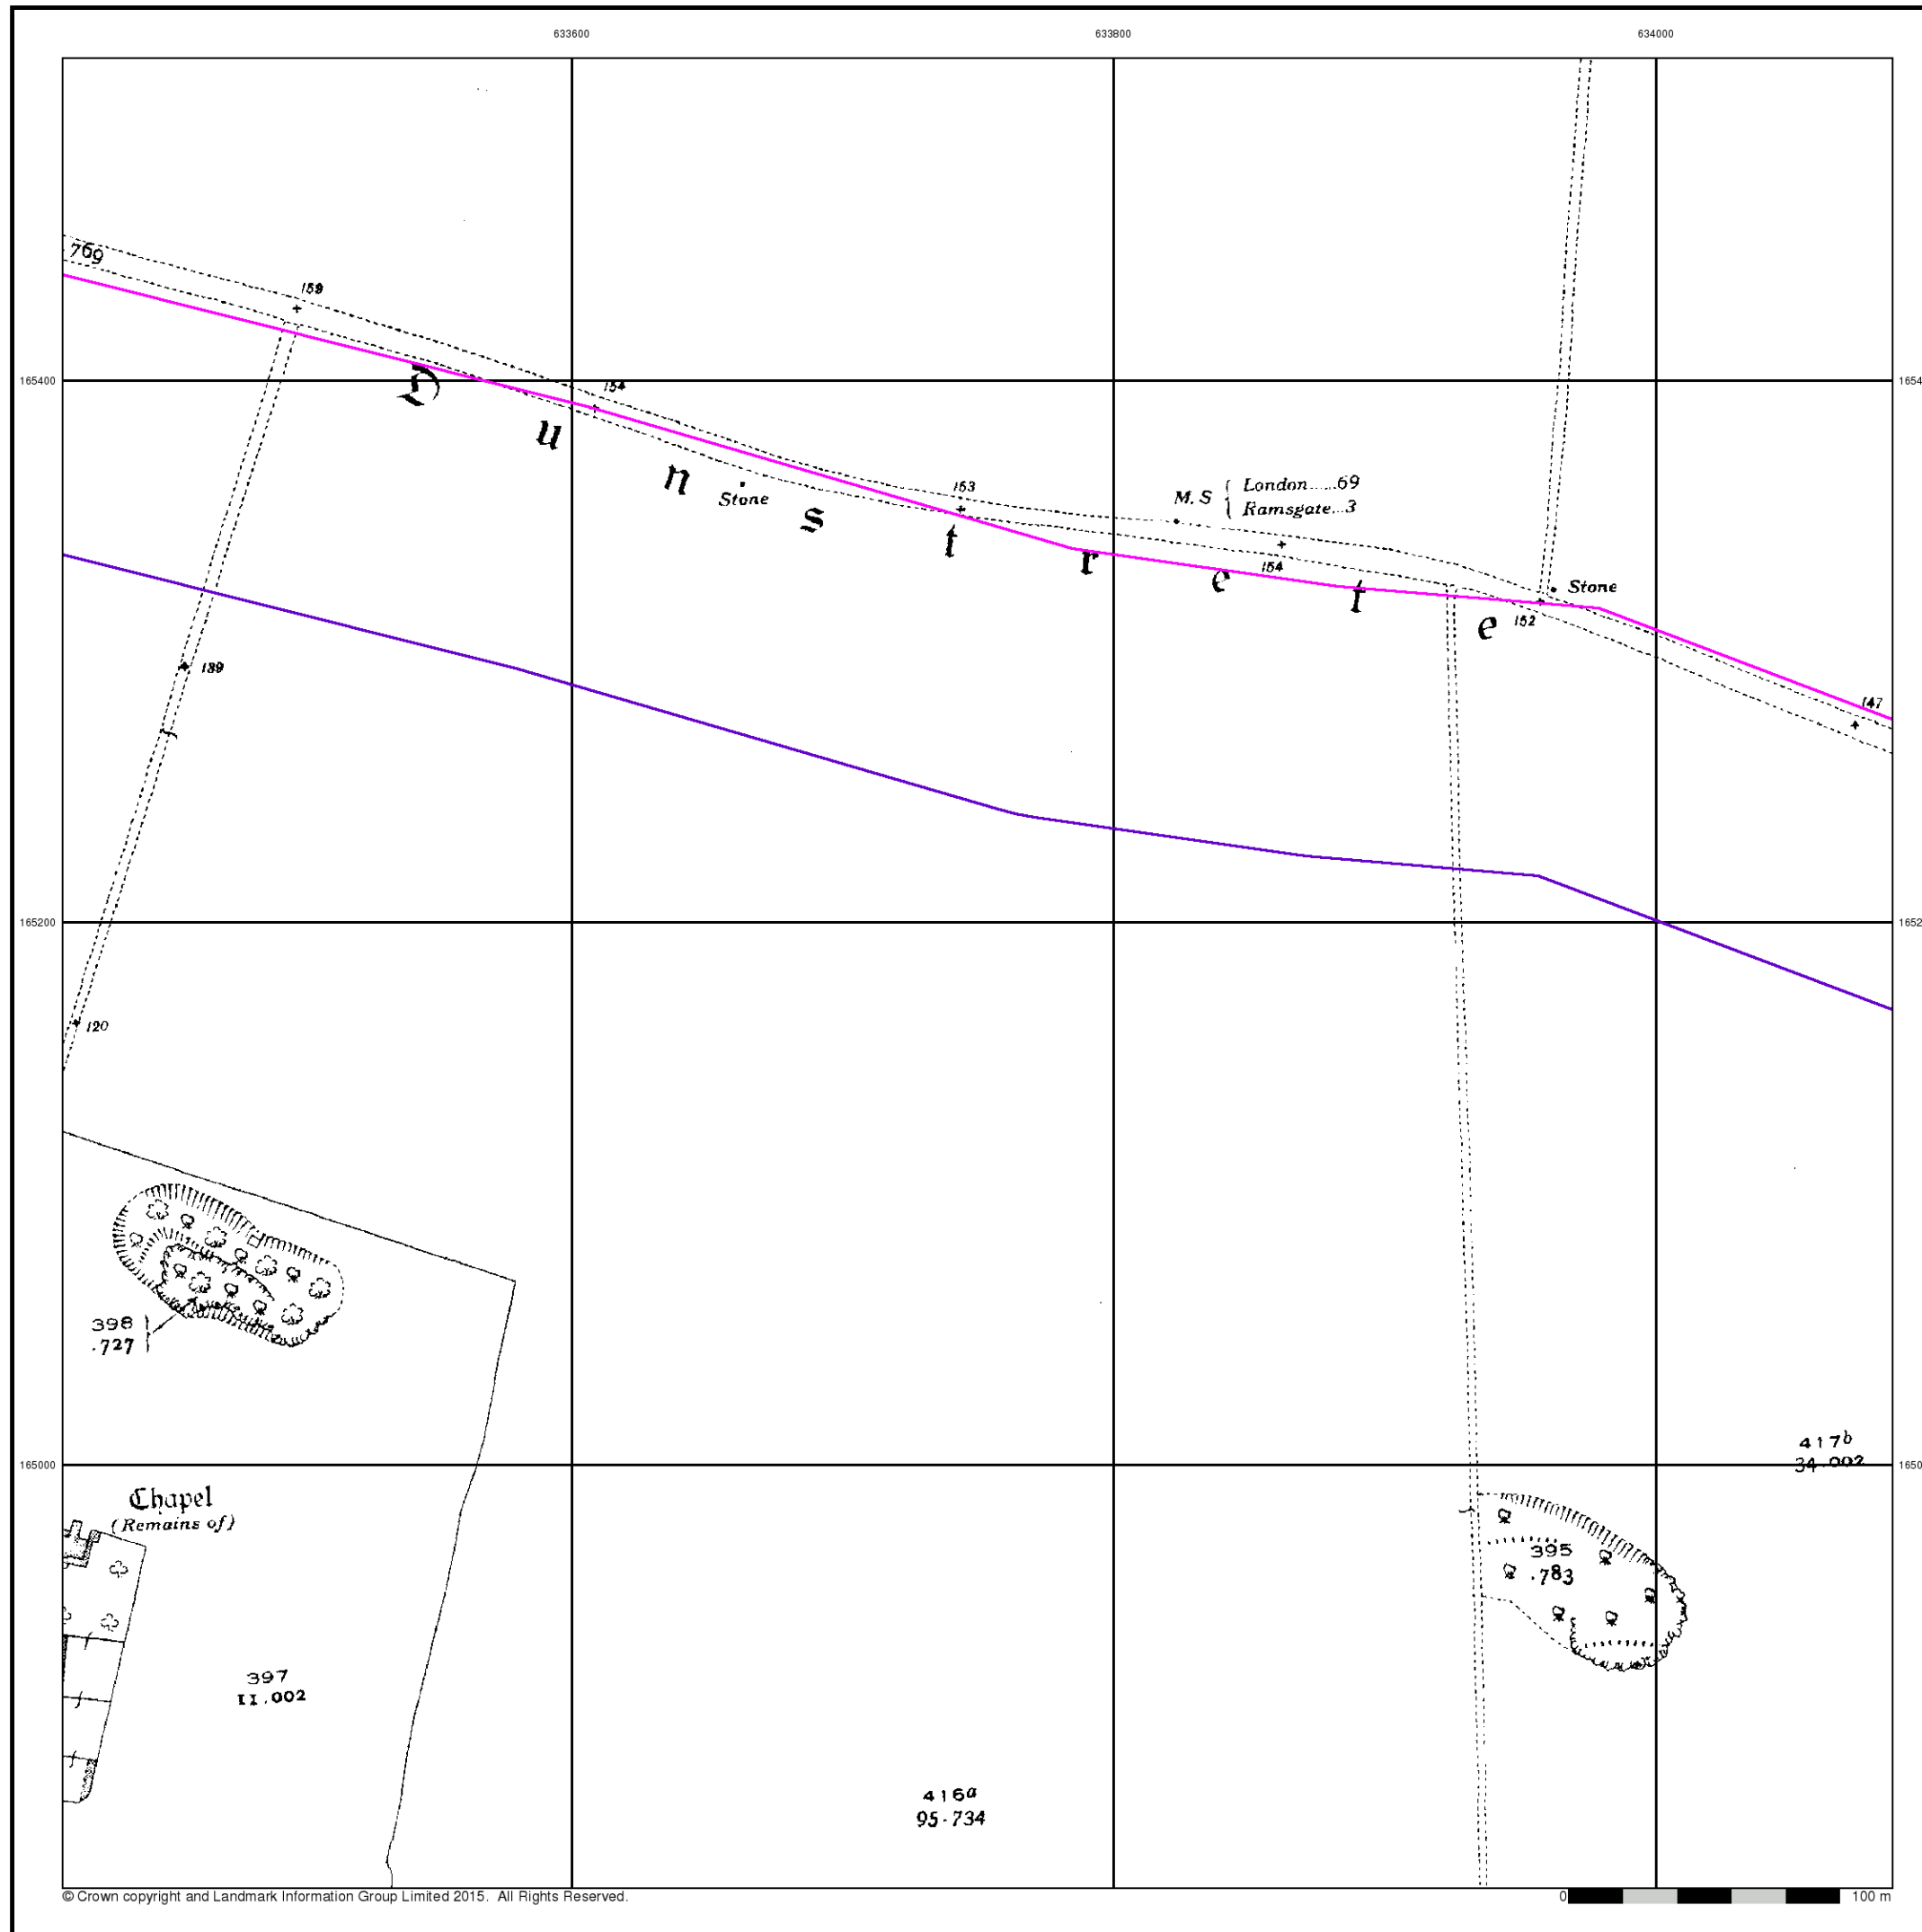 633600
633800
634000
769
159
165400
154
Dunstrete
Stone
153
M.S { London......69
Ramsgate...3
154
Stone
152
139
147
165200
120
398
.727
417b
34.002
165000
Chapel
(Remains of)
395
.783
397
11.002
416a
95.734
© Crown copyright and Landmark Information Group Limited 2015. All Rights Reserved.
0 100 m